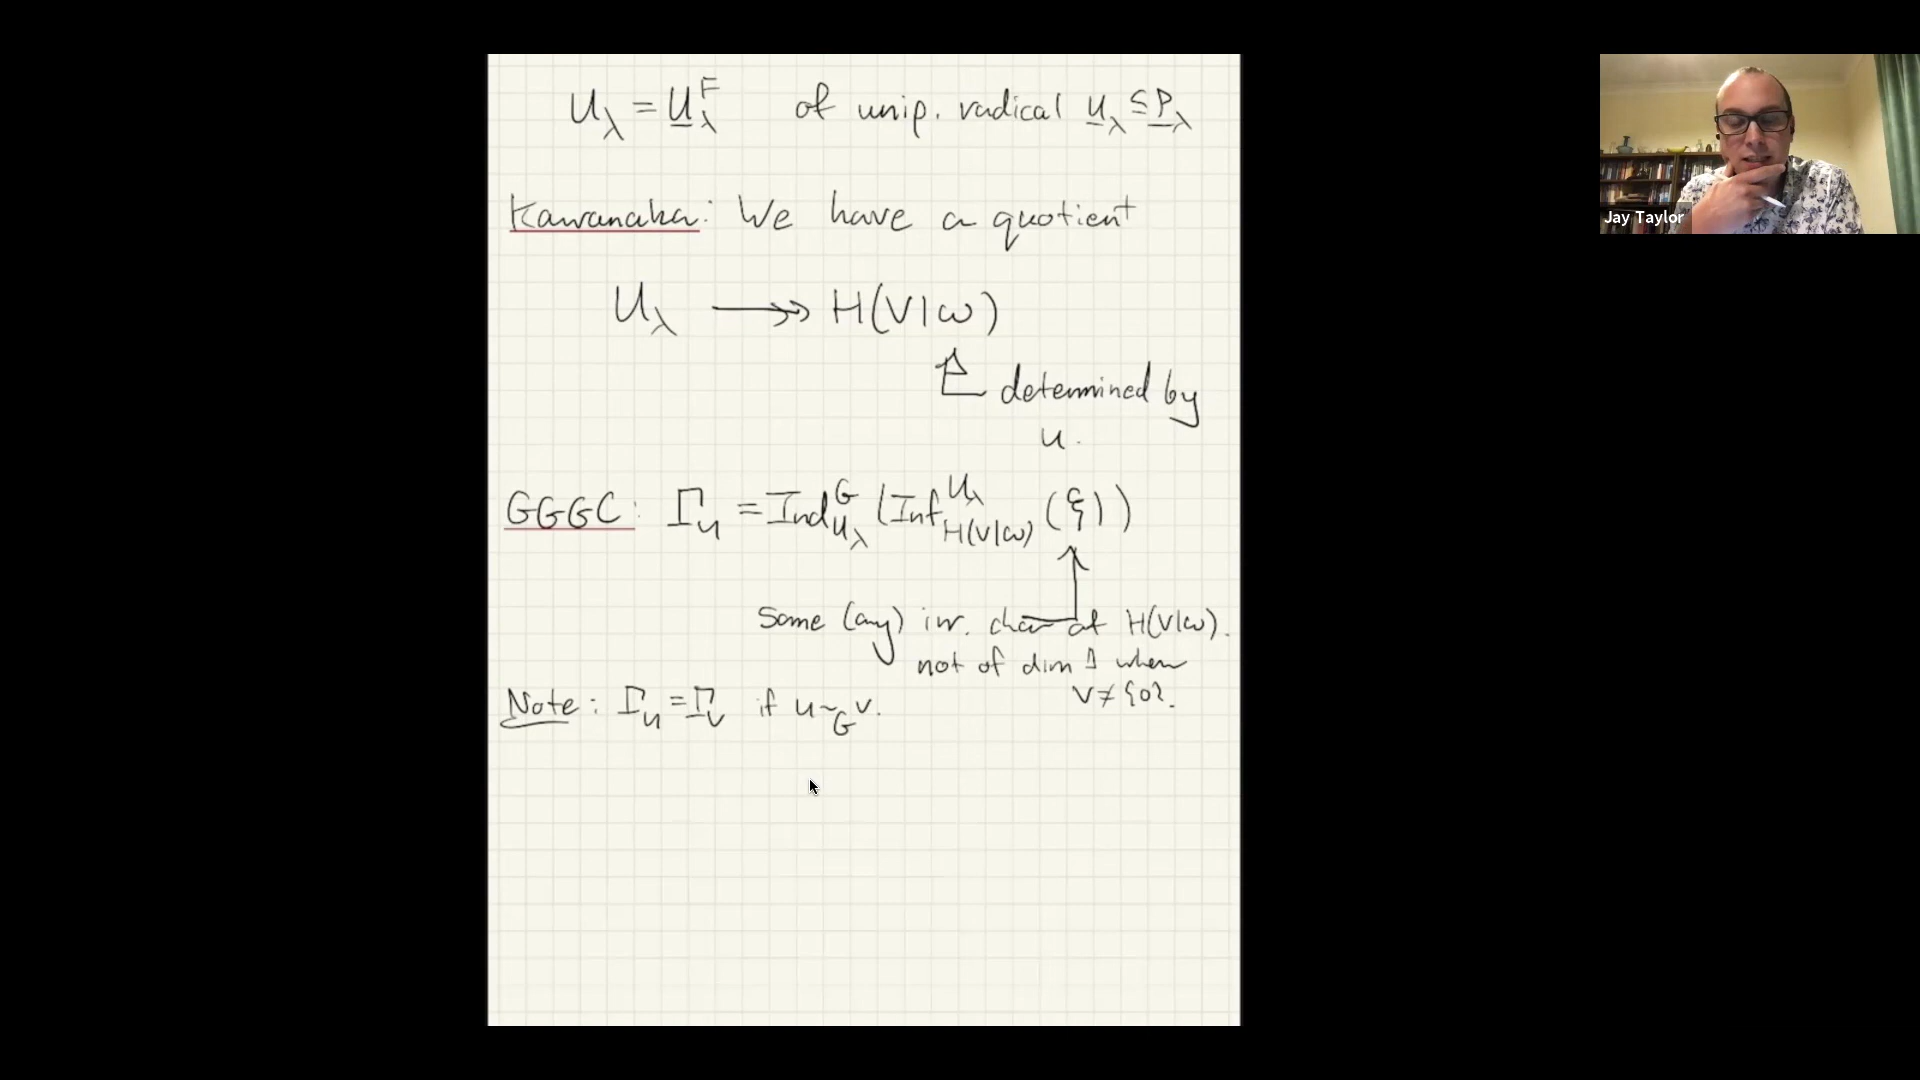 U_λ = U_λ^F of unip. radical U_λ ≤ P_λ
Kawanaka: We have a quotient
U_λ ↠ H(V|ω)
determined by
u.
GGGC: Γ_u = Ind_{U_λ}^G (Inf_{H(V|ω)}^{U_λ} (ξ))
Some (any) irr. char of H(V|ω).
not of dim 1 when
V ≠ {0}.
Note: Γ_u = Γ_v if u ~_G v.
Jay Taylor